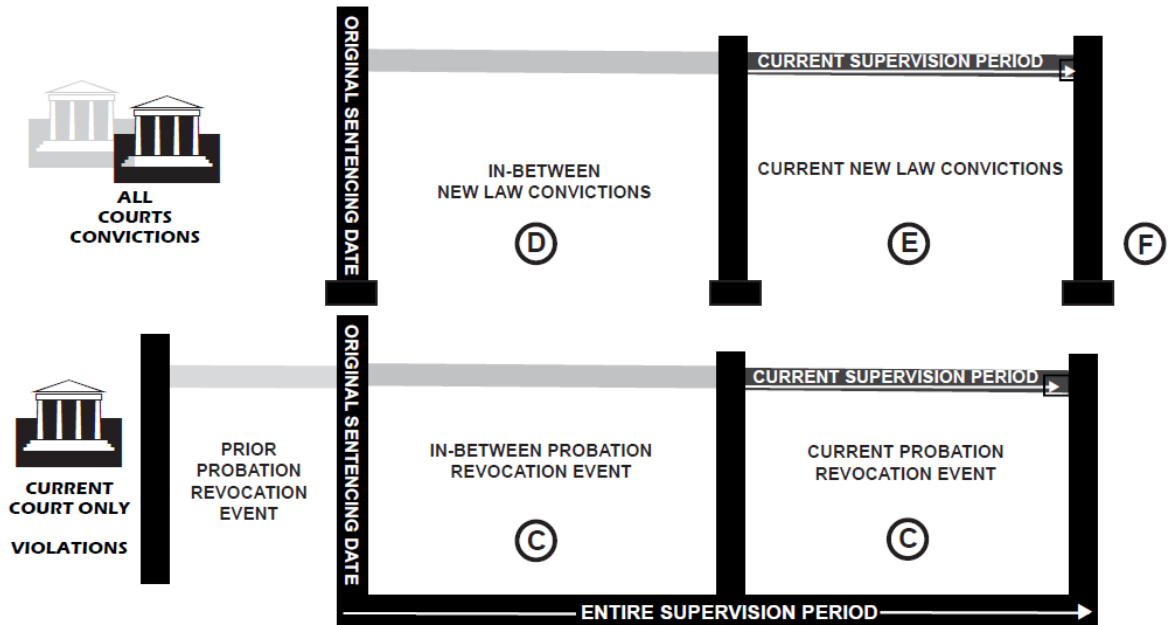 ORIGINAL SENTENCING DATE
CURRENT SUPERVISION PERIOD
ALL
COURTS
CONVICTIONS
IN-BETWEEN
NEW LAW CONVICTIONS
D
CURRENT NEW LAW CONVICTIONS
E
F
ORIGINAL SENTENCING DATE
CURRENT SUPERVISION PERIOD
CURRENT
COURT ONLY
VIOLATIONS
PRIOR
PROBATION
REVOCATION
EVENT
IN-BETWEEN PROBATION
REVOCATION EVENT
C
CURRENT PROBATION
REVOCATION EVENT
C
ENTIRE SUPERVISION PERIOD